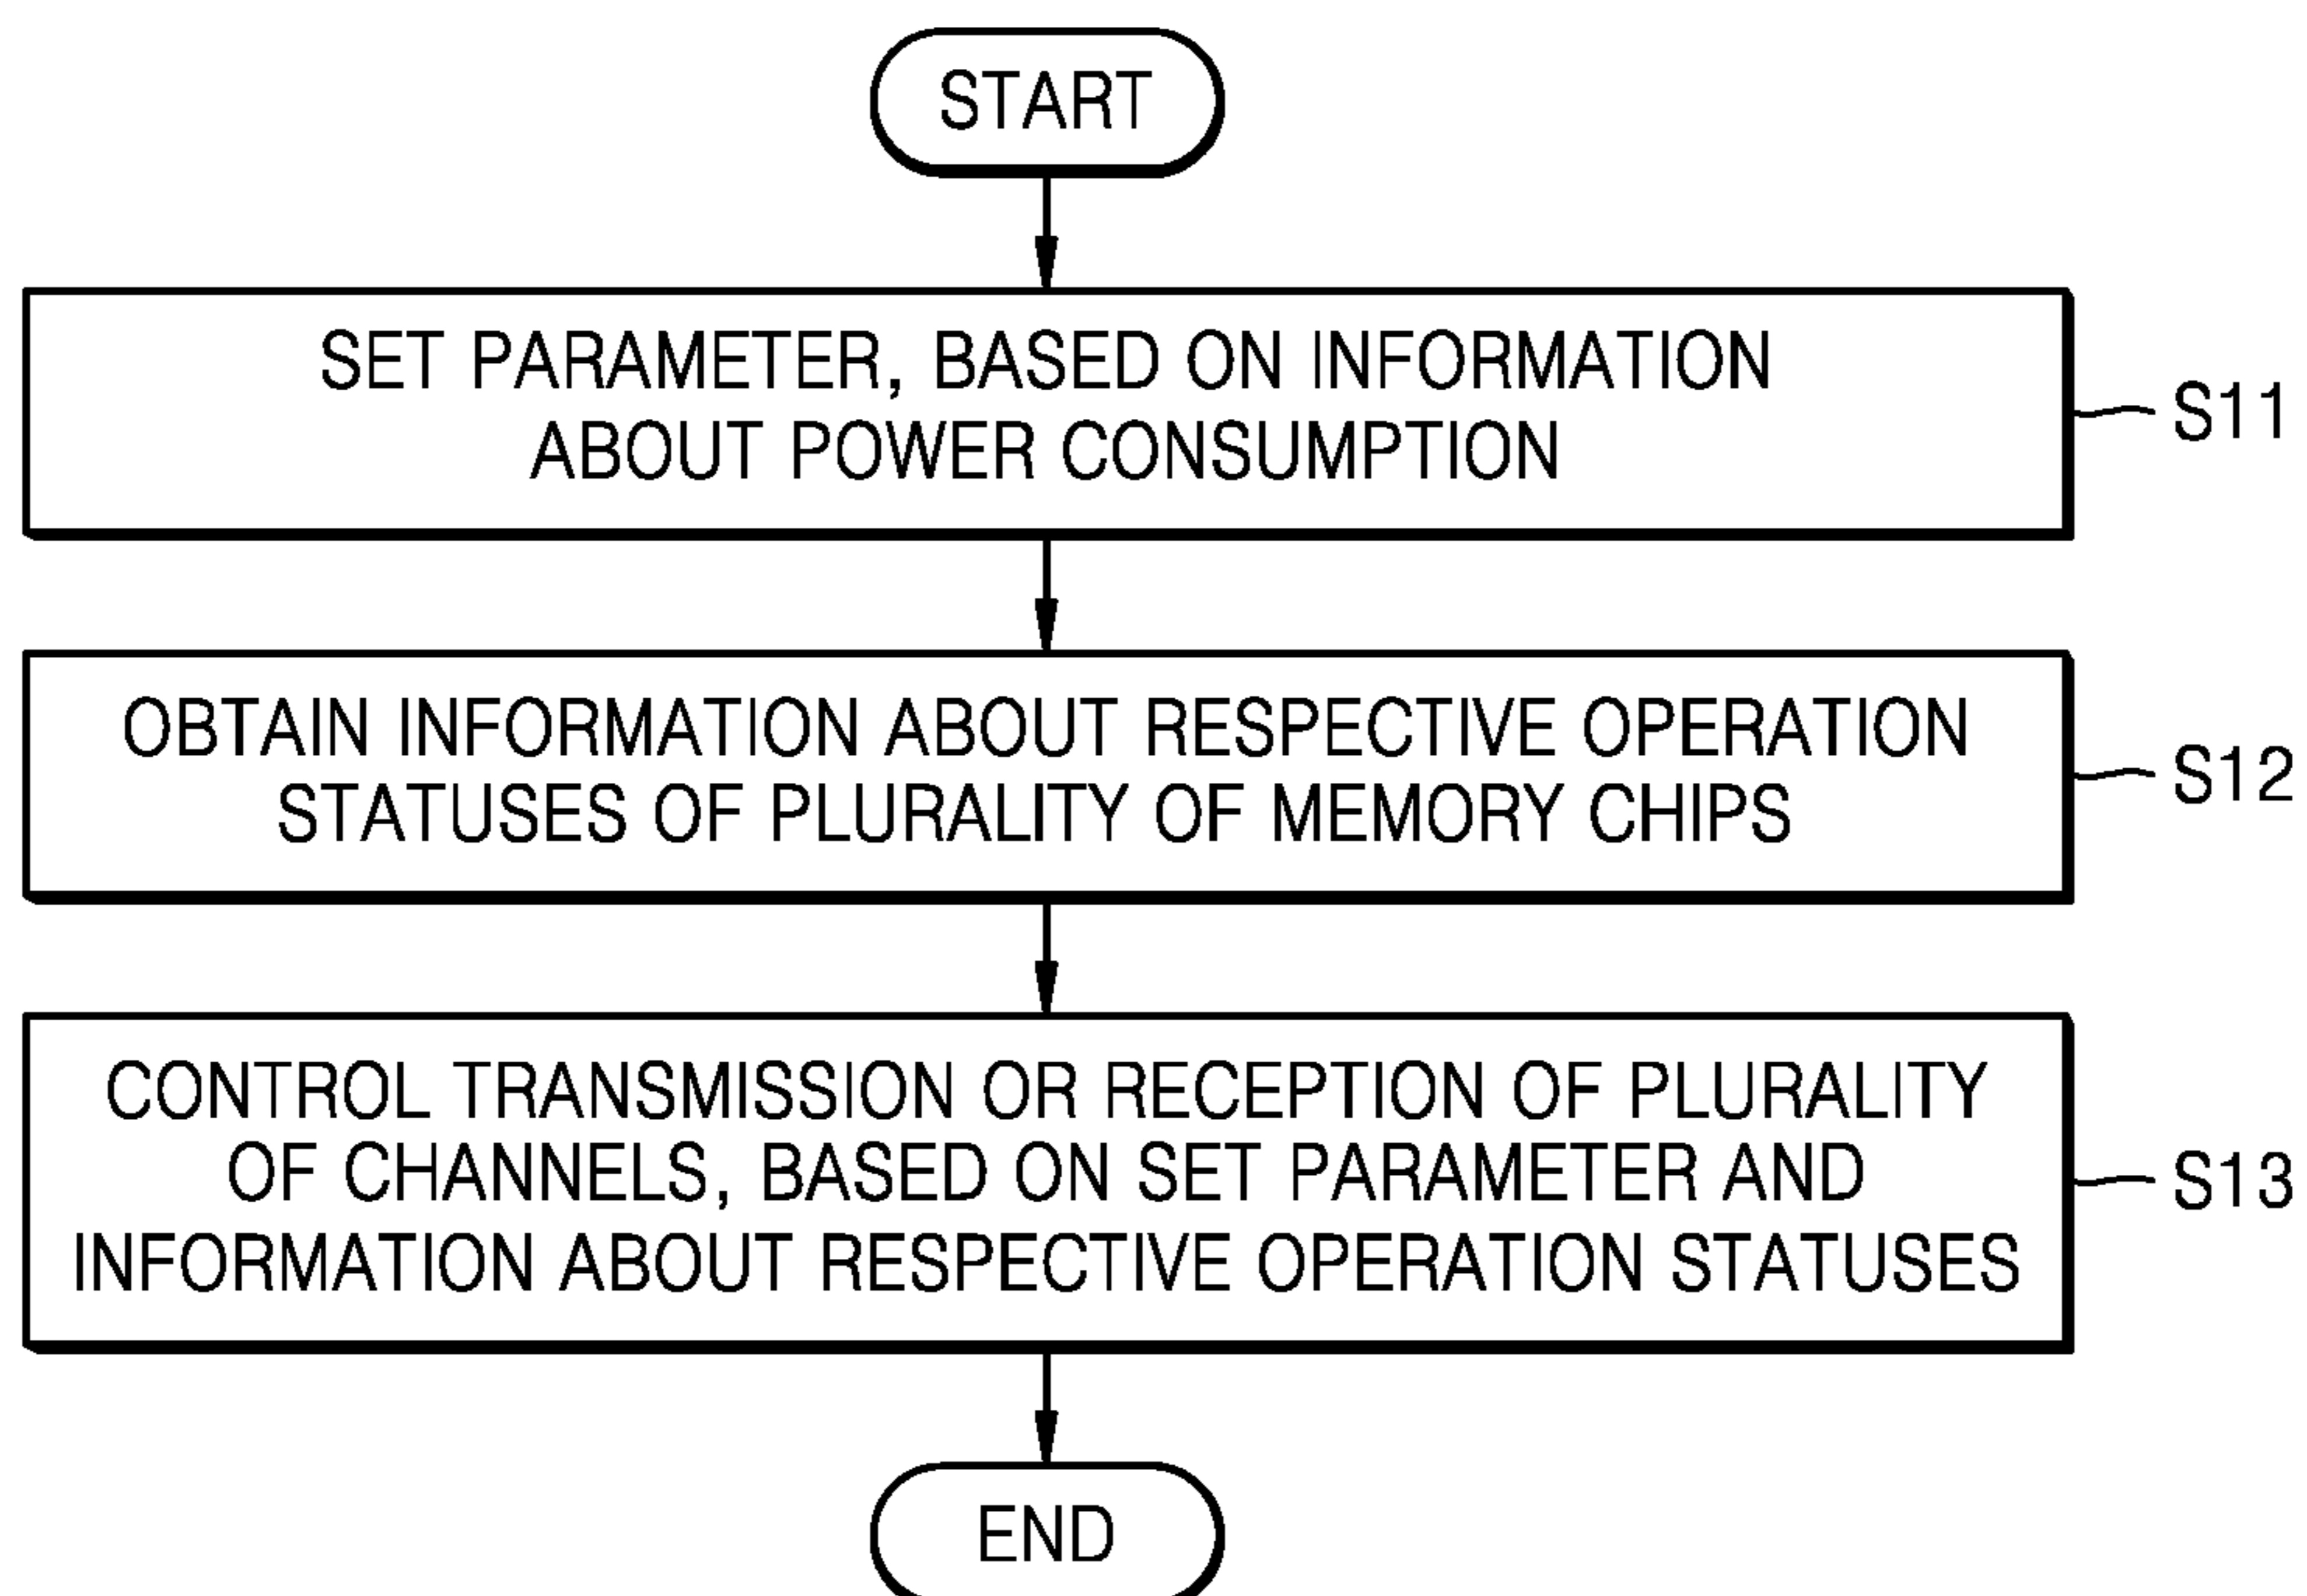 START
SET PARAMETER, BASED ON INFORMATION
ABOUT POWER CONSUMPTION
S11
OBTAIN INFORMATION ABOUT RESPECTIVE OPERATION
STATUSES OF PLURALITY OF MEMORY CHIPS
S12
CONTROL TRANSMISSION OR RECEPTION OF PLURALITY
OF CHANNELS, BASED ON SET PARAMETER AND
INFORMATION ABOUT RESPECTIVE OPERATION STATUSES
S13
END